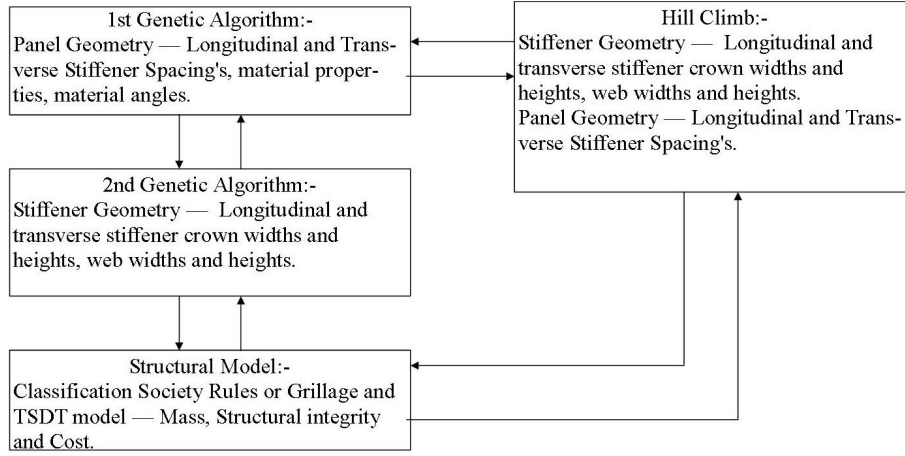 1st Genetic Algorithm:-
Panel Geometry — Longitudinal and Trans-
verse Stiffener Spacing's, material proper-
ties, material angles.
Hill Climb:-
Stiffener Geometry — Longitudinal and
transverse stiffener crown widths and
heights, web widths and heights.
Panel Geometry — Longitudinal and Trans-
verse Stiffener Spacing's.
2nd Genetic Algorithm:-
Stiffener Geometry — Longitudinal and
transverse stiffener crown widths and
heights, web widths and heights.
Structural Model:-
Classification Society Rules or Grillage and
TSDT model — Mass, Structural integrity
and Cost.